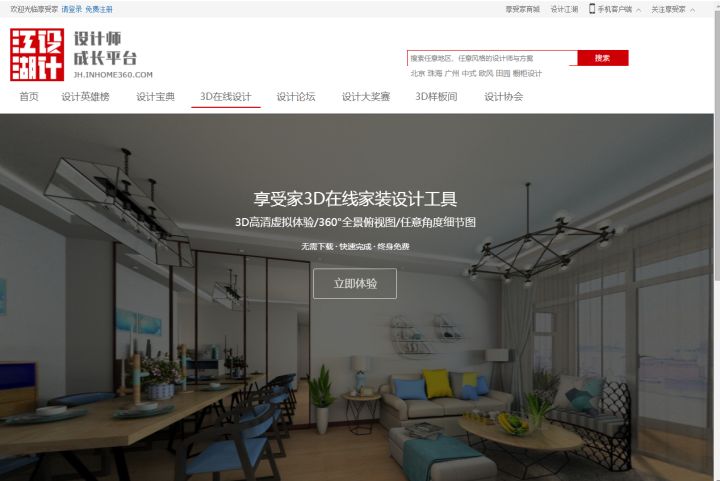 欢迎光临享受家 请登录 免费注册
享受家商城 设计江湖 手机客户端 关注享受家
设计江湖
设计师
成长平台
JH.INHOME360.COM
搜索任意地区、任意风格的设计师与方案 搜索
北京 珠海 广州 中式 欧风 田园 橱柜设计
首页 设计英雄榜 设计宝典 3D在线设计 设计论坛 设计大奖赛 3D样板间 设计协会
享受家3D在线家装设计工具
3D高清虚拟体验/360°全景俯视图/任意角度细节图
无需下载 · 快速完成 · 终身免费
立即体验